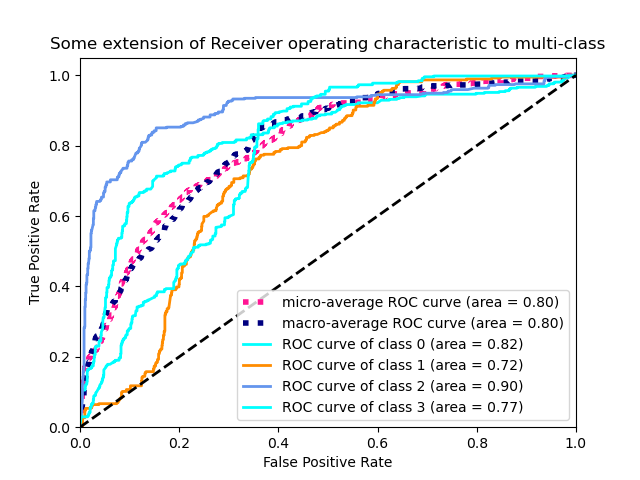 Some extension of Receiver operating characteristic to multi-class
1.0
0.8
0.6
0.4
0.2
0.0
True Positive Rate
micro-average ROC curve (area = 0.80)
macro-average ROC curve (area = 0.80)
ROC curve of class 0 (area = 0.82)
ROC curve of class 1 (area = 0.72)
ROC curve of class 2 (area = 0.90)
ROC curve of class 3 (area = 0.77)
0.0 0.2 0.4 0.6 0.8 1.0
False Positive Rate